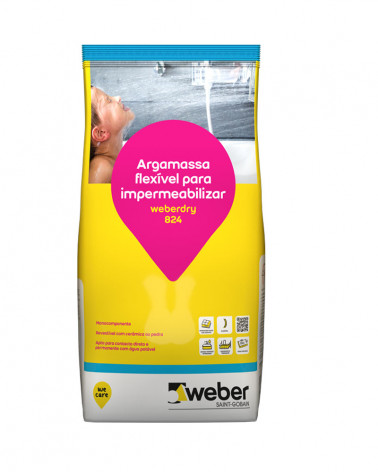 Argamassa
flexível para
impermeabilizar
weberdry
824
Monocomponente
Revestível com cerâmica ou pedra
Apto para contacto direto e
permanente com água potável
we
care
weber
SAINT-GOBAIN